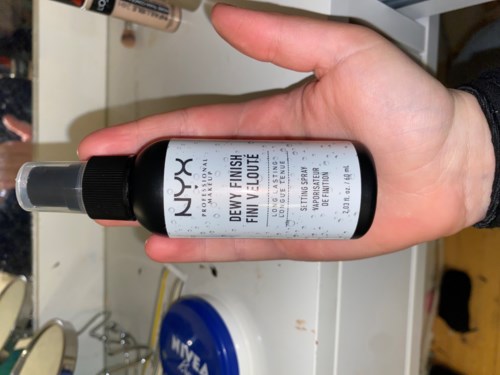 NYX
PROFESSIONAL
MAKEUP
DEWY FINISH
FINI VELOUTÉ
LONG LASTING
LONGUE TENUE
SETTING SPRAY
VAPORISATEUR
DE FINITION
2.03 fl. oz. / 60 mL
NIVEA